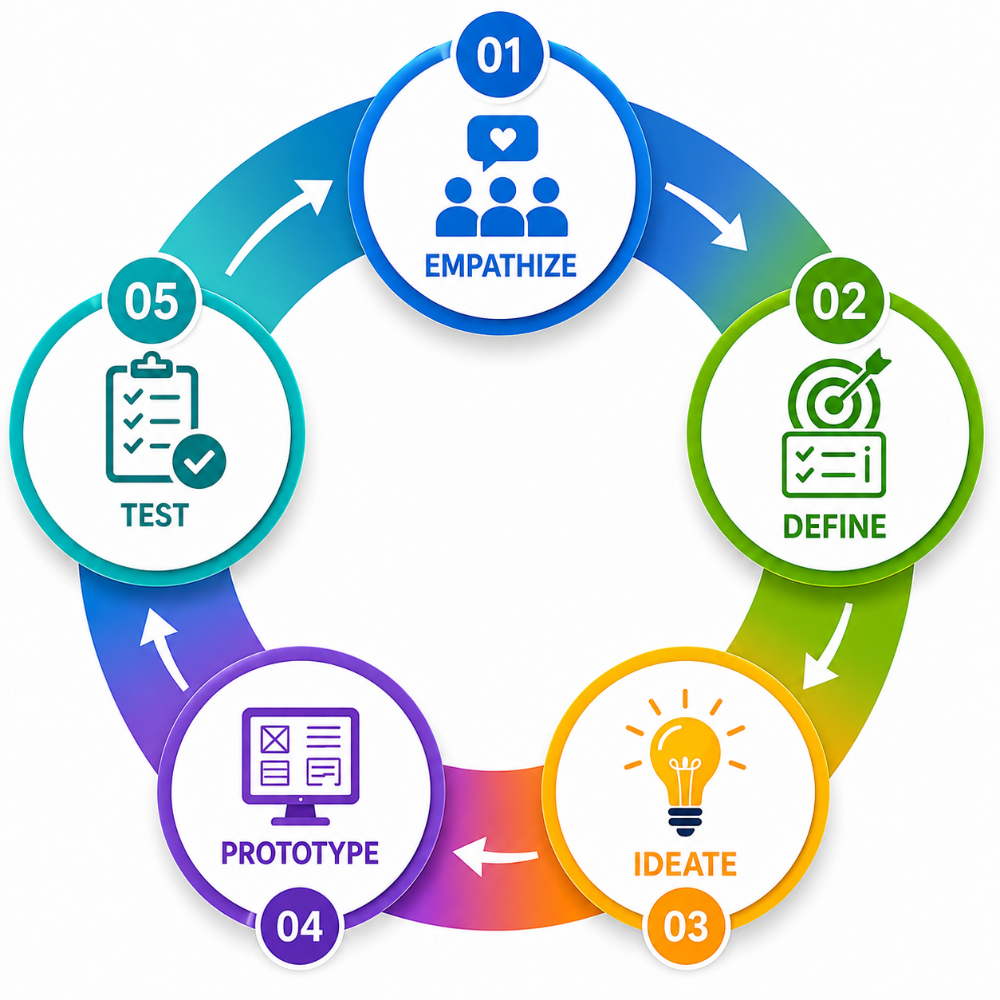 01
EMPATHIZE
02
DEFINE
03
IDEATE
04
PROTOTYPE
05
TEST